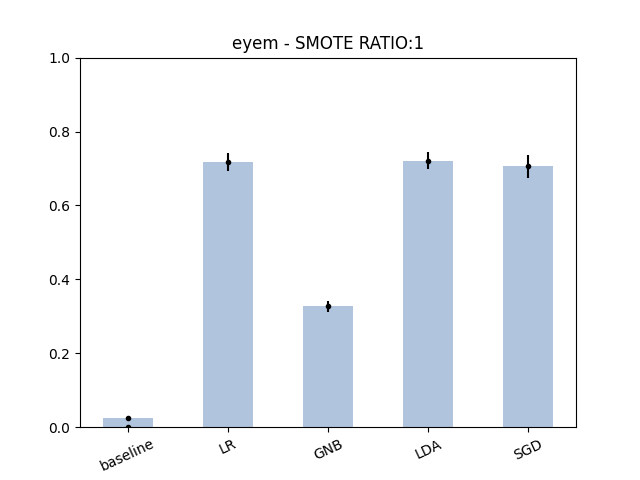 eyem - SMOTE RATIO:1
1.0
0.8
0.6
0.4
0.2
0.0
baseline
LR
GNB
LDA
SGD